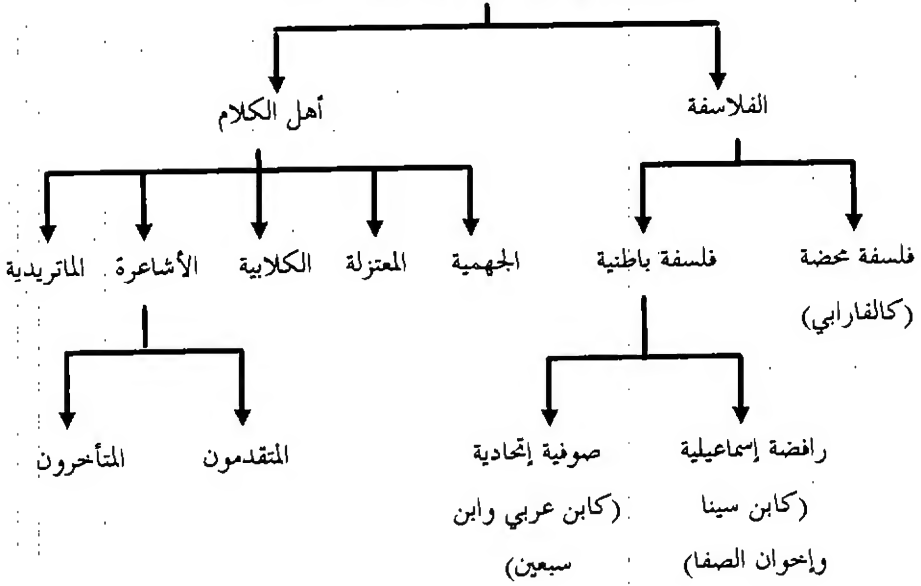 الفلاسفة
أهل الكلام
فلسفة محضة
(كالفارابي)
فلسفة باطنية
الجهمية
المعتزلة
الكلابية
الأشاعرة
الماتريدية
رافضة إسماعيلية
(كابن سينا
وإخوان الصفا)
صوفية إتحادية
(كابن عربي وابن
سبعين)
المتقدمون
المتأخرون